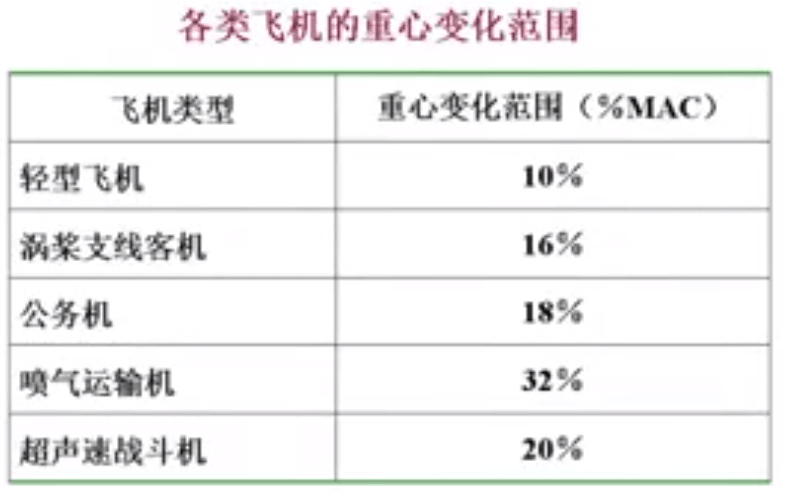 各类飞机的重心变化范围
飞机类型 重心变化范围（%MAC）
轻型飞机 10%
涡桨支线客机 16%
公务机 18%
喷气运输机 32%
超声速战斗机 20%